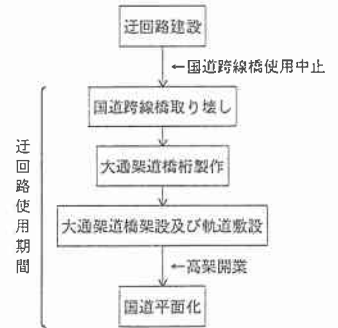 迂回路建設
←国道跨線橋使用中止
国道跨線橋取り壊し
大通架道橋桁製作
大通架道橋架設及び軌道敷設
←高架開業
国道平面化
迂回路使用期間